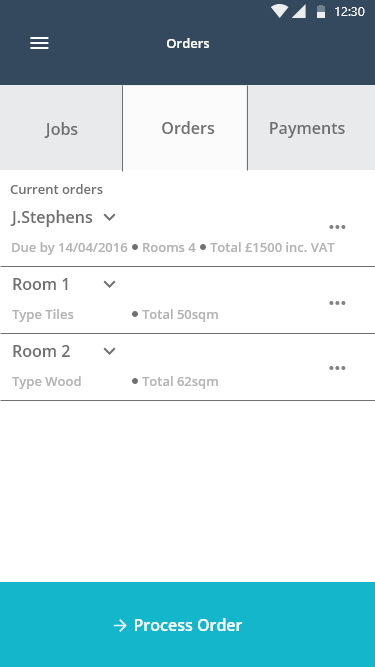 12:30
Orders
Jobs Orders Payments
Current orders
J.Stephens
Due by 14/04/2016 • Rooms 4 • Total £1500 inc. VAT
Room 1
Type Tiles • Total 50sqm
Room 2
Type Wood • Total 62sqm
Process Order